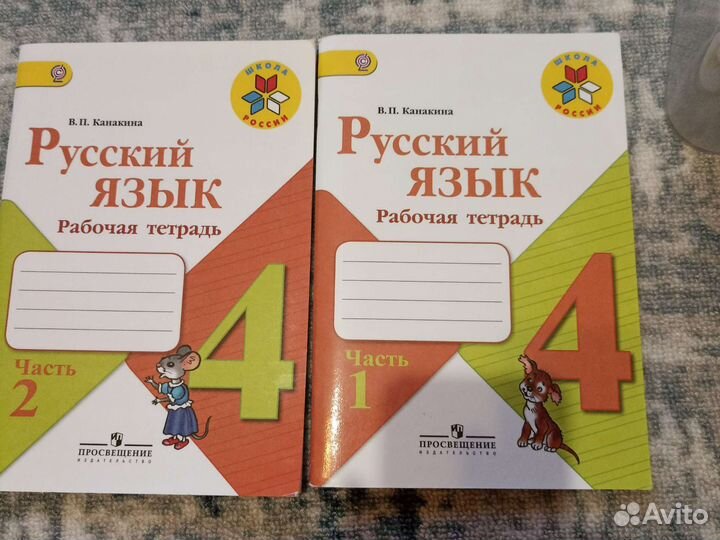 ШКОЛА
РОССИИ
В. П. Канакина
Русский
язык
Рабочая тетрадь
4
Часть
2
ПРОСВЕЩЕНИЕ
ИЗДАТЕЛЬСТВО
ШКОЛА
РОССИИ
В. П. Канакина
Русский
язык
Рабочая тетрадь
4
Часть
1
ПРОСВЕЩЕНИЕ
ИЗДАТЕЛЬСТВО
Avito